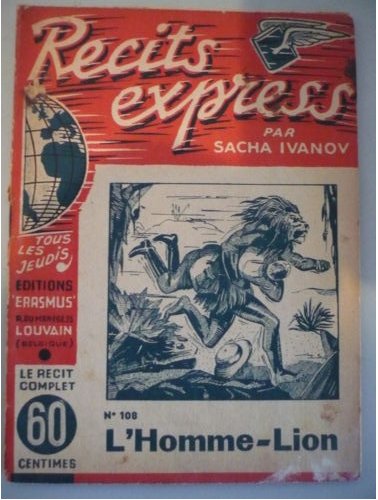 Récits
express
PAR
SACHA IVANOV
TOUS
LES
JEUDIS
EDITIONS
'ERASMUS'
LOUVAIN
(BELGIQUE)
LE RECIT
COMPLET
60
CENTIMES
N° 108
L'Homme-Lion